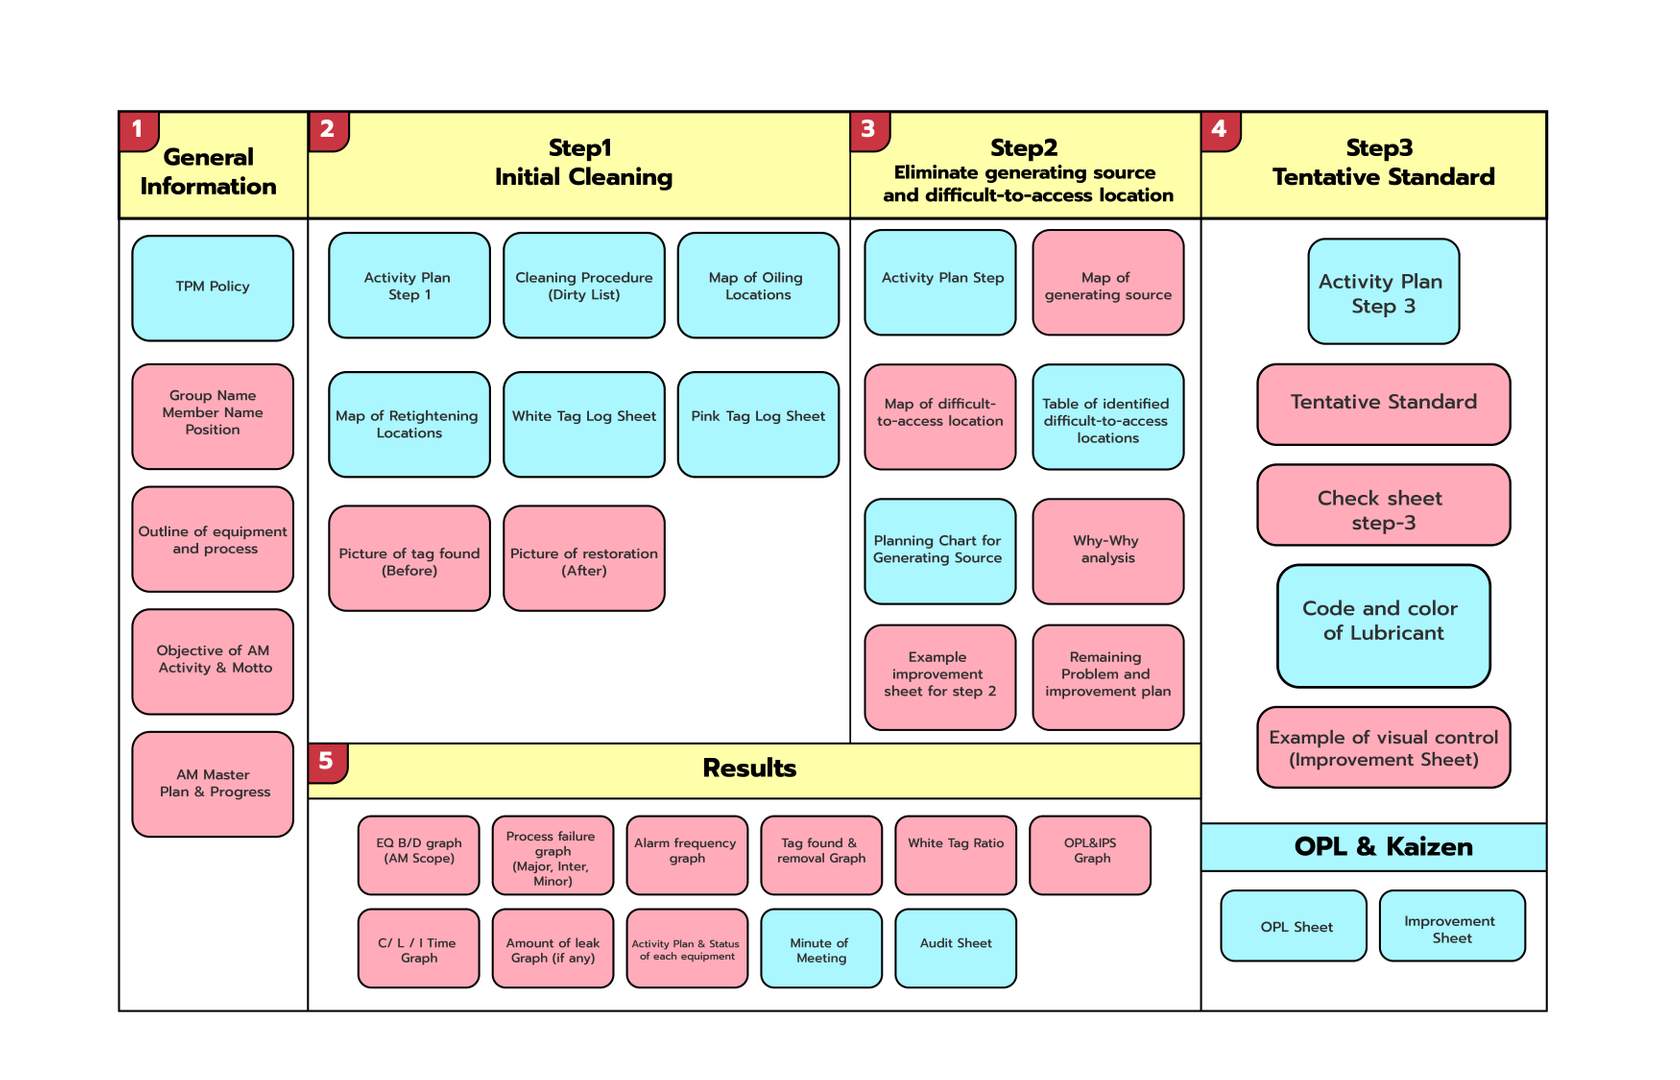 1
General
Information
TPM Policy
Group Name
Member Name
Position
Outline of equipment
and process
Objective of AM
Activity & Motto
AM Master
Plan & Progress
2
Step1
Initial Cleaning
Activity Plan
Step 1
Cleaning Procedure
(Dirty List)
Map of Oiling
Locations
Map of Retightening
Locations
White Tag Log Sheet
Pink Tag Log Sheet
Picture of tag found
(Before)
Picture of restoration
(After)
3
Step2
Eliminate generating source
and difficult-to-access location
Activity Plan Step
Map of
generating source
Map of difficult-
to-access location
Table of identified
difficult-to-access
locations
Planning Chart for
Generating Source
Why-Why
analysis
Example
improvement
sheet for step 2
Remaining
Problem and
improvement plan
4
Step3
Tentative Standard
Activity Plan
Step 3
Tentative Standard
Check sheet
step-3
Code and color
of Lubricant
Example of visual control
(Improvement Sheet)
OPL & Kaizen
OPL Sheet
Improvement
Sheet
5
Results
EQ B/D graph
(AM Scope)
Process failure
graph
(Major, Inter,
Minor)
Alarm frequency
graph
Tag found &
removal Graph
White Tag Ratio
OPL&IPS
Graph
C/ L / I Time
Graph
Amount of leak
Graph (if any)
Activity Plan & Status
of each equipment
Minute of
Meeting
Audit Sheet